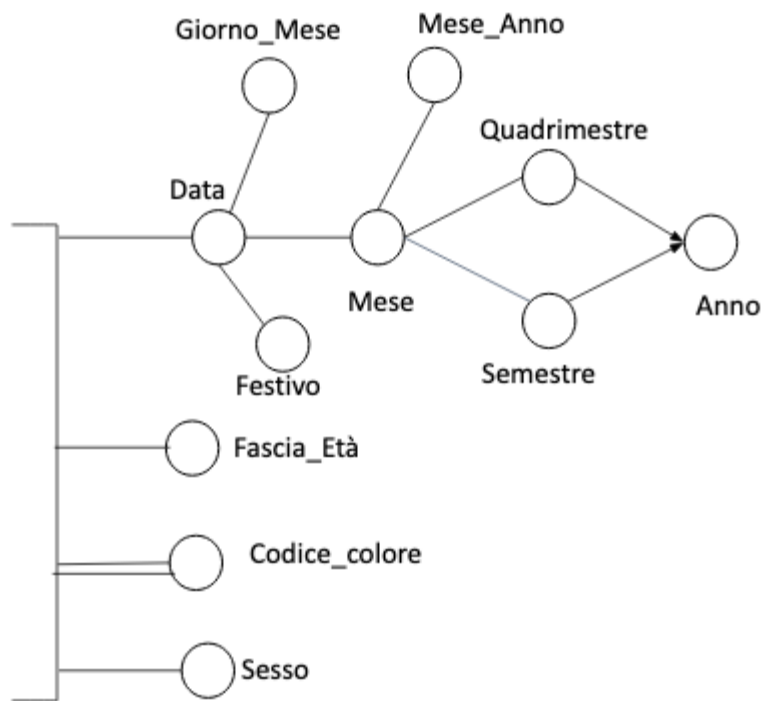 Giorno_Mese
Mese_Anno
Quadrimestre
Data
Mese
Anno
Semestre
Festivo
Fascia_Età
Codice_colore
Sesso